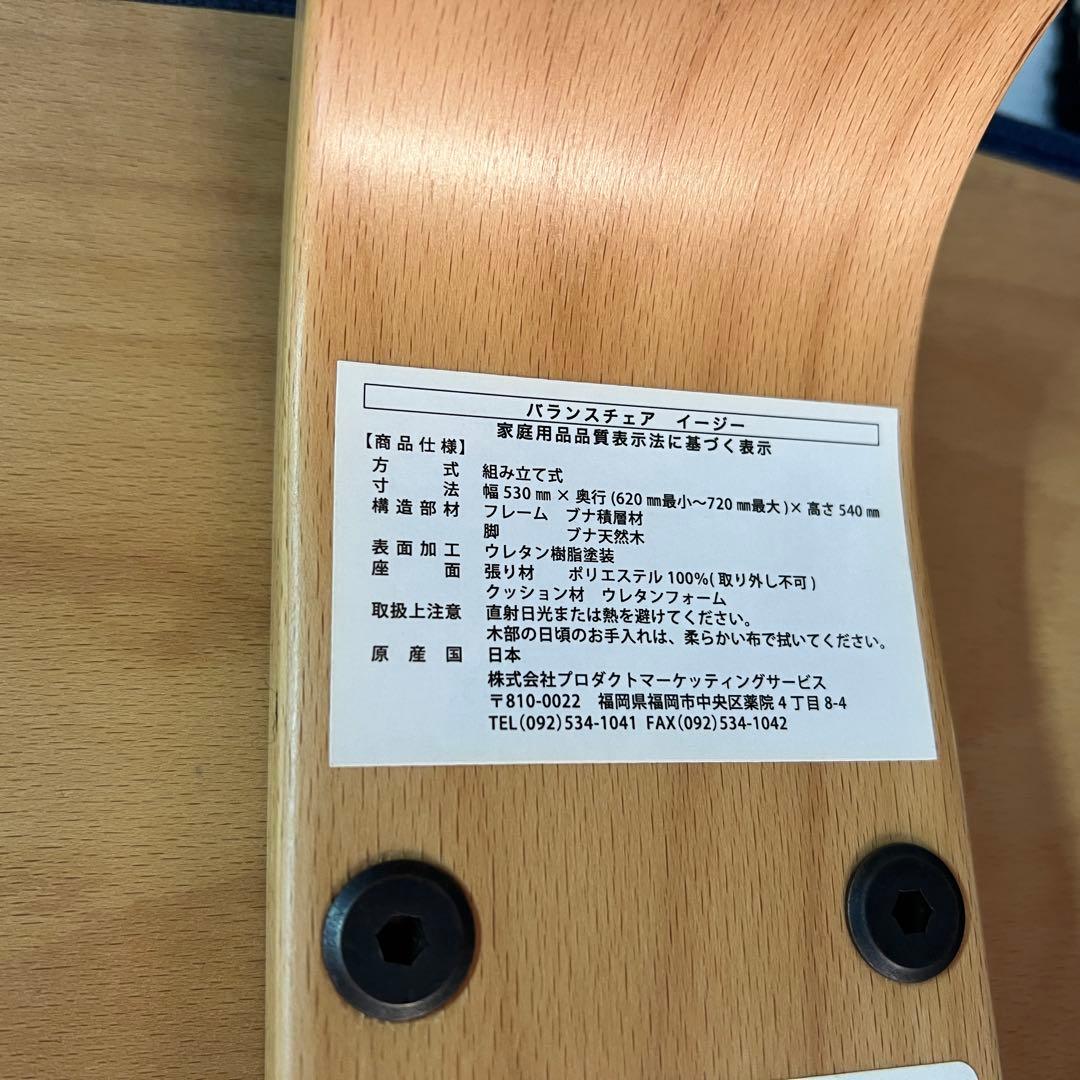 バランスチェア　イージー
家庭用品品質表示法に基づく表示
【商品仕様】
方式　組み立て式
寸法　幅 530 ㎜ × 奥行 (620 ㎜最小～720 ㎜最大 )× 高さ 540 ㎜
構造部材　フレーム　ブナ積層材
脚　ブナ天然木
表面加工　ウレタン樹脂塗装
座面　張り材　ポリエステル 100%( 取り外し不可 )
クッション材　ウレタンフォーム
取扱上注意　直射日光または熱を避けてください。
木部の日頃のお手入れは、柔らかい布で拭いてください。
原産国　日本
株式会社プロダクトマーケッティングサービス
〒810-0022　福岡県福岡市中央区薬院 4 丁目 8-4
TEL(092)534-1041 FAX(092)534-1042